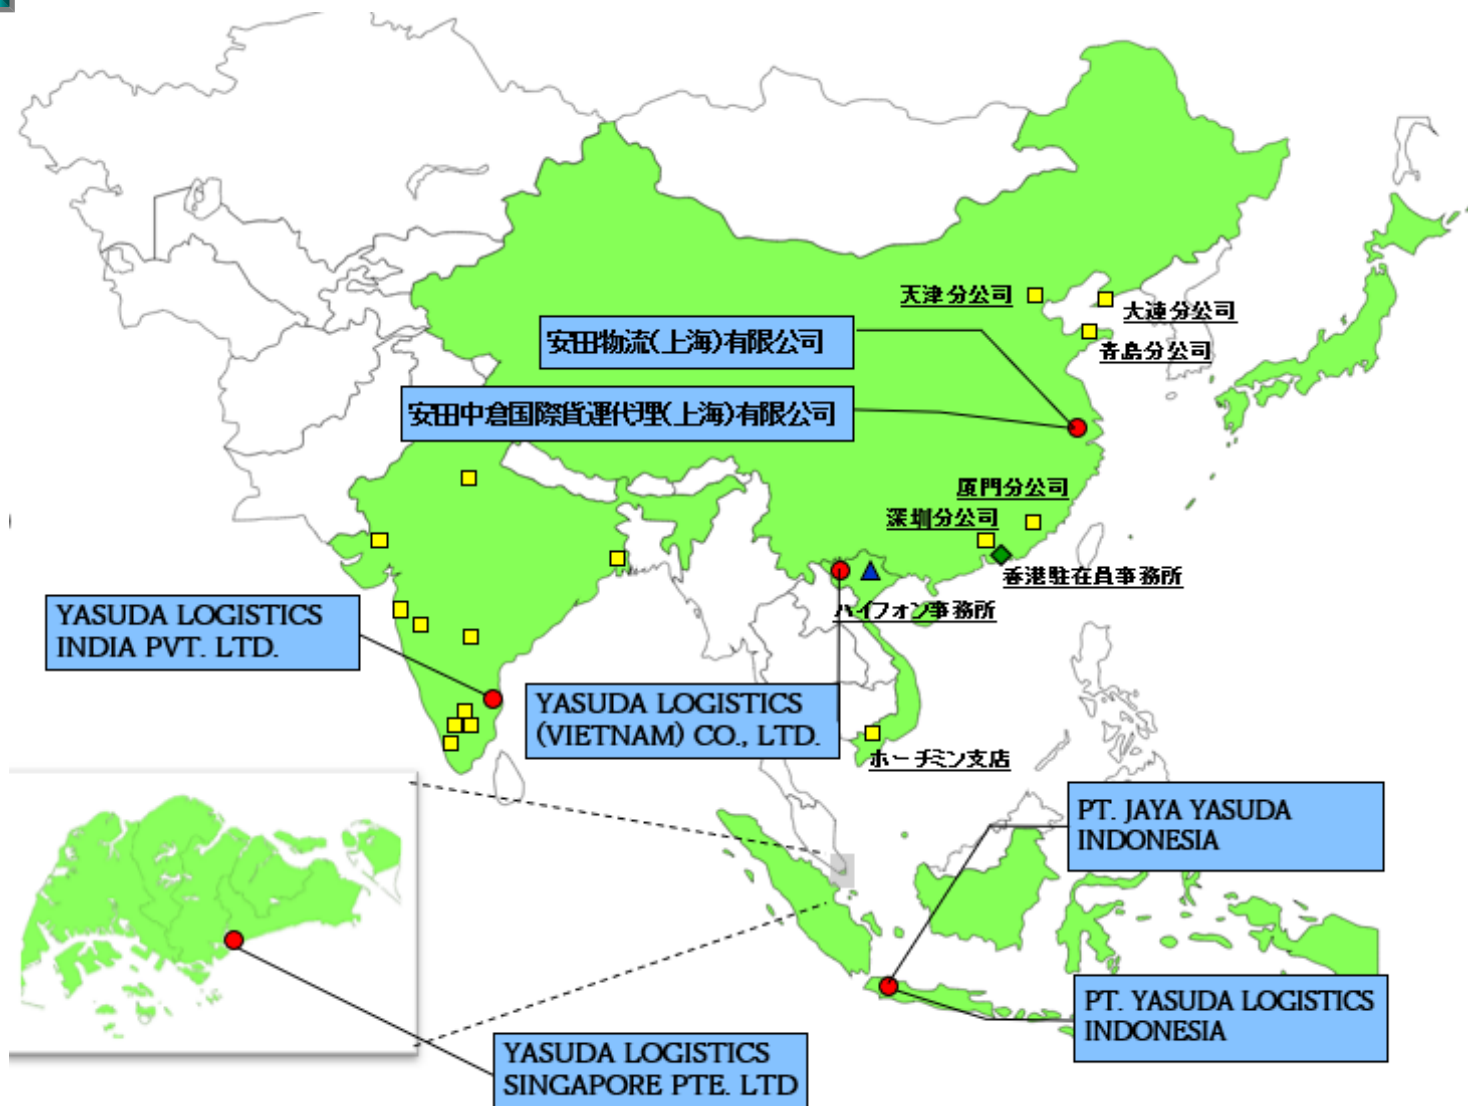 天津分公司
大連分公司
青島分公司
安田物流(上海)有限公司
安田中倉国際貨運代理(上海)有限公司
厦門分公司
深圳分公司
香港駐在員事務所
ハイフォン事務所
YASUDA LOGISTICS
INDIA PVT. LTD.
YASUDA LOGISTICS
(VIETNAM) CO., LTD.
ホーチミン支店
PT. JAYA YASUDA
INDONESIA
PT. YASUDA LOGISTICS
INDONESIA
YASUDA LOGISTICS
SINGAPORE PTE. LTD